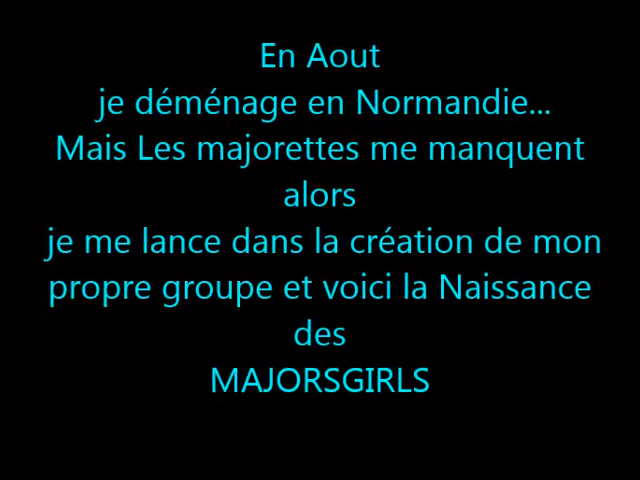 En Aout
je déménage en Normandie...
Mais Les majorettes me manquent
alors
je me lance dans la création de mon
propre groupe et voici la Naissance
des
MAJORSGIRLS